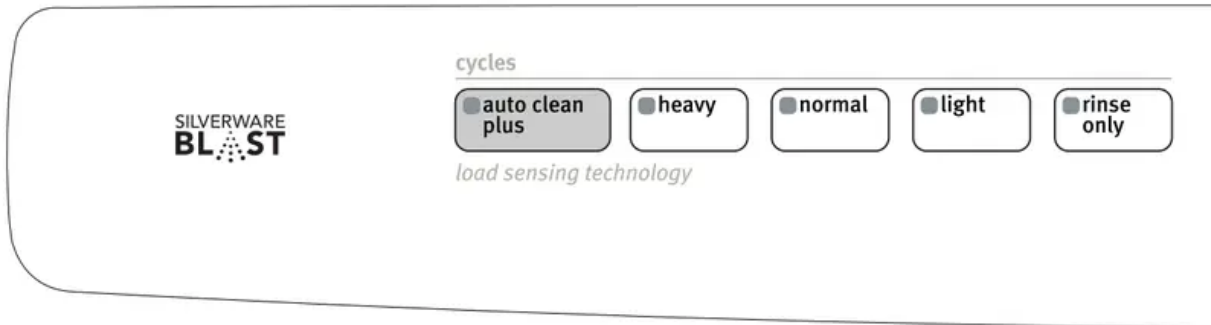 cycles
SILVERWARE
BLAST
auto clean
plus
heavy
normal
light
rinse
only
load sensing technology